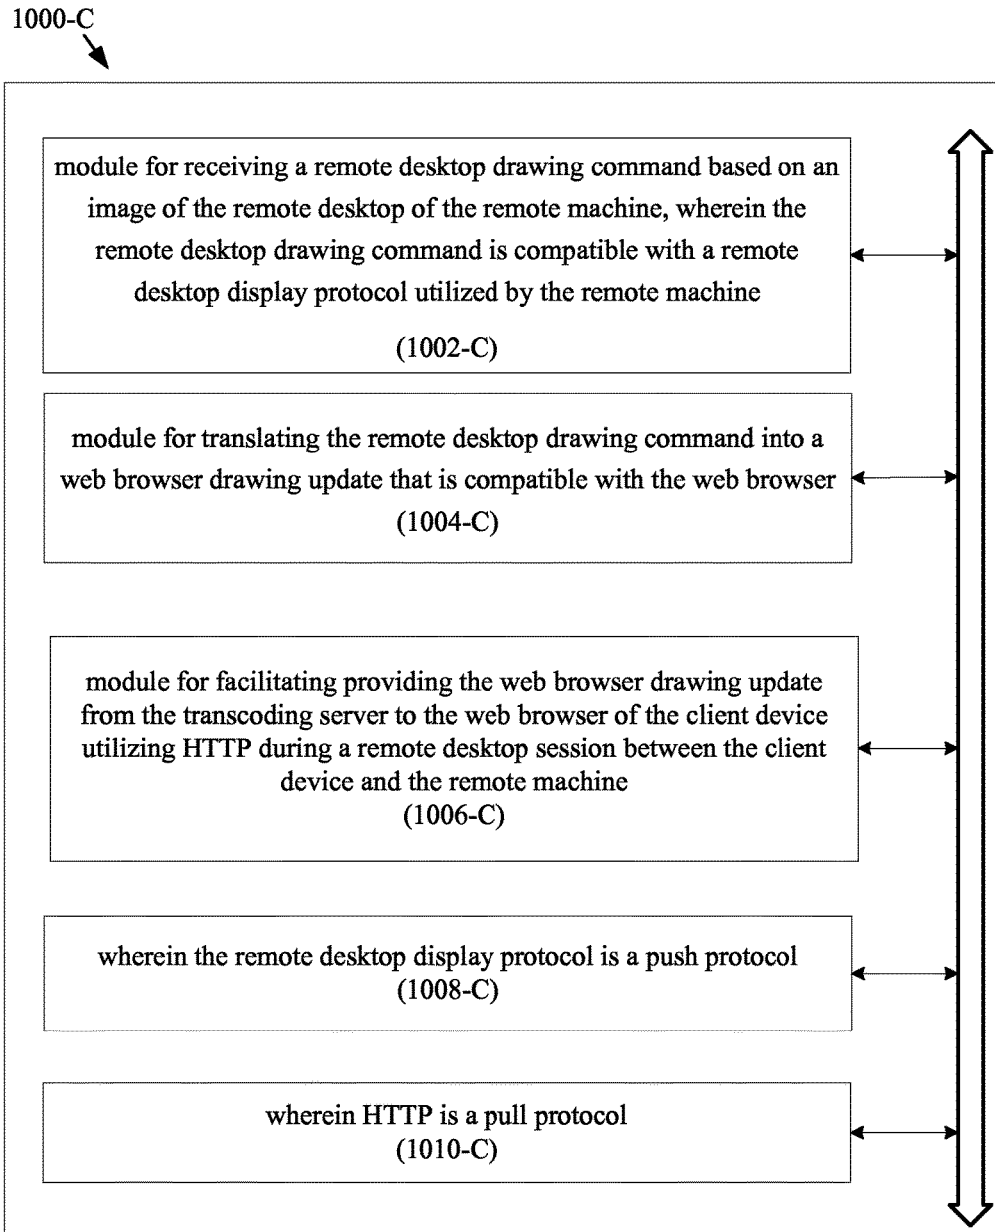 1000-C
module for receiving a remote desktop drawing command based on an
image of the remote desktop of the remote machine, wherein the
remote desktop drawing command is compatible with a remote
desktop display protocol utilized by the remote machine
(1002-C)
module for translating the remote desktop drawing command into a
web browser drawing update that is compatible with the web browser
(1004-C)
module for facilitating providing the web browser drawing update
from the transcoding server to the web browser of the client device
utilizing HTTP during a remote desktop session between the client
device and the remote machine
(1006-C)
wherein the remote desktop display protocol is a push protocol
(1008-C)
wherein HTTP is a pull protocol
(1010-C)